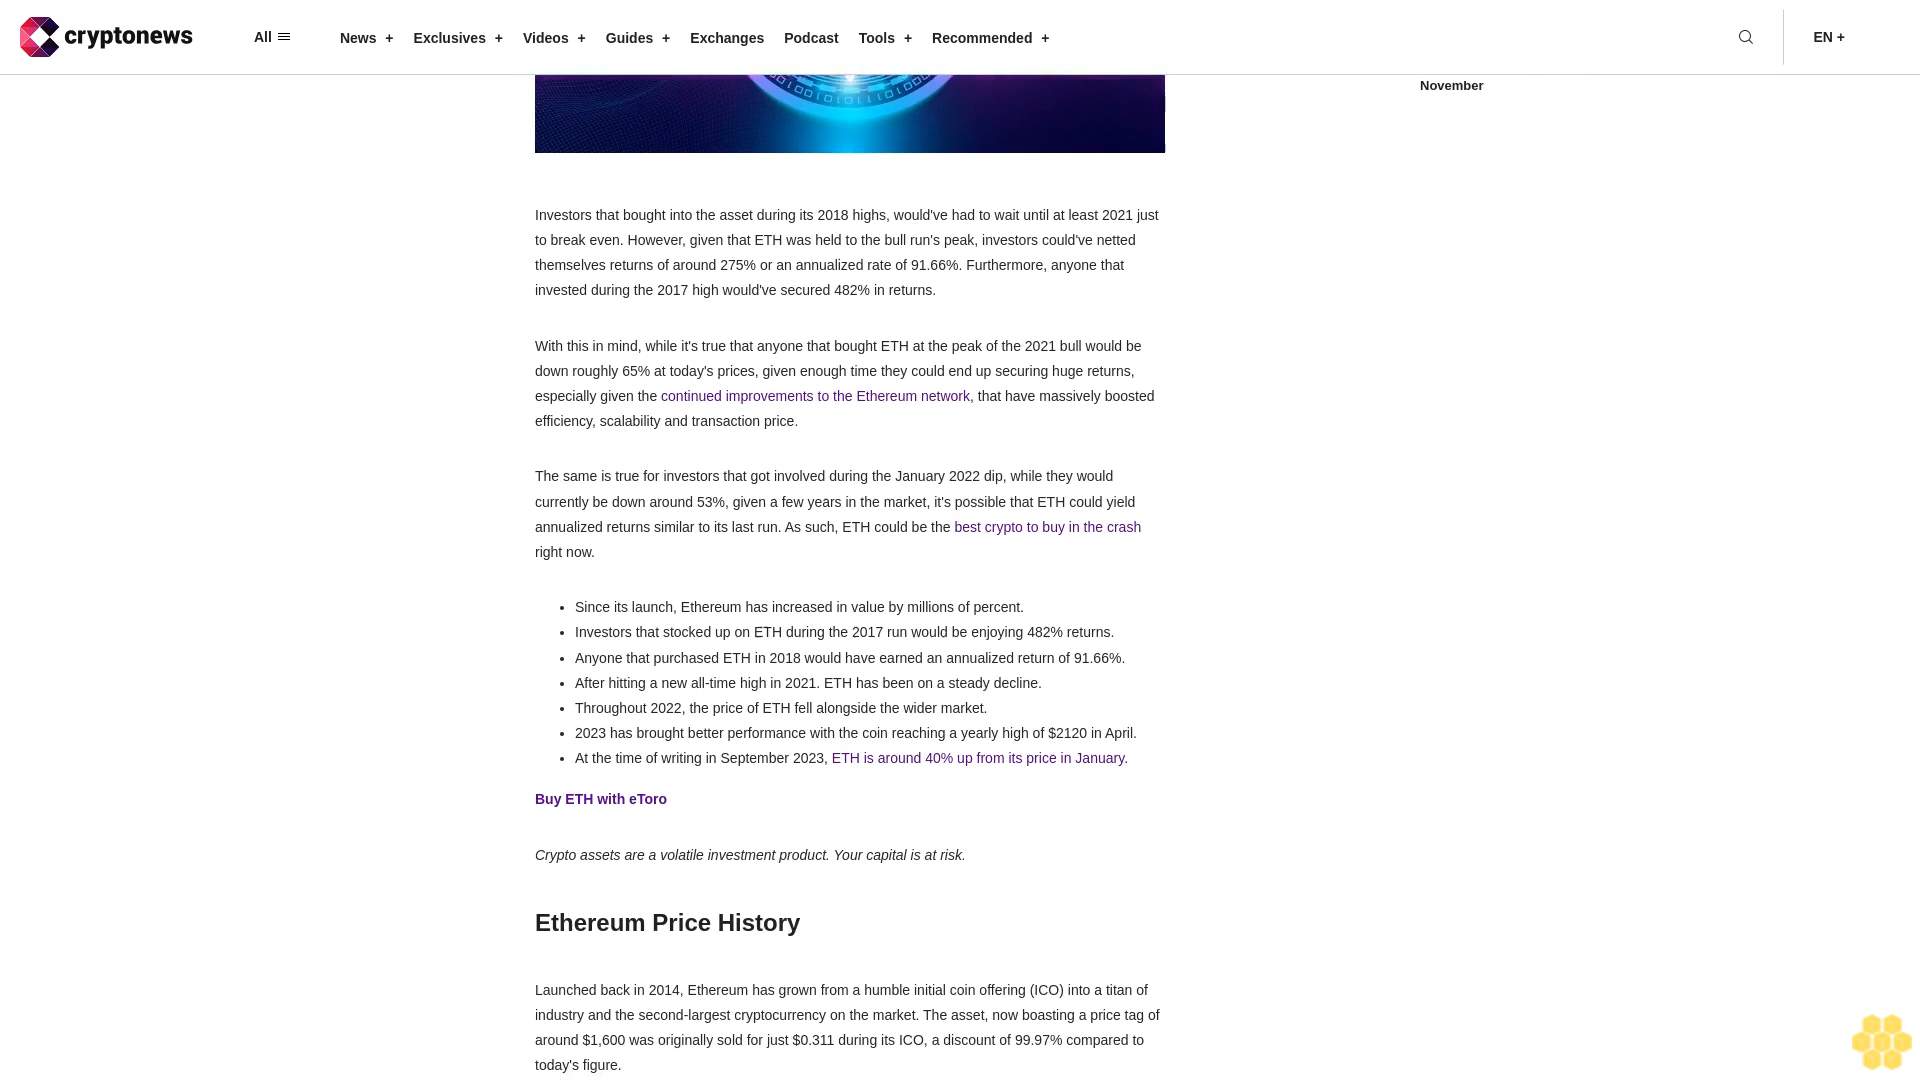 cryptonews
All
News +
Exclusives +
Videos +
Guides +
Exchanges
Podcast
Tools +
Recommended +
EN +
November
Investors that bought into the asset during its 2018 highs, would've had to wait until at least 2021 just
to break even. However, given that ETH was held to the bull run's peak, investors could've netted
themselves returns of around 275% or an annualized rate of 91.66%. Furthermore, anyone that
invested during the 2017 high would've secured 482% in returns.
With this in mind, while it's true that anyone that bought ETH at the peak of the 2021 bull would be
down roughly 65% at today's prices, given enough time they could end up securing huge returns,
especially given the continued improvements to the Ethereum network, that have massively boosted
efficiency, scalability and transaction price.
The same is true for investors that got involved during the January 2022 dip, while they would
currently be down around 53%, given a few years in the market, it's possible that ETH could yield
annualized returns similar to its last run. As such, ETH could be the best crypto to buy in the crash
right now.
• Since its launch, Ethereum has increased in value by millions of percent.
• Investors that stocked up on ETH during the 2017 run would be enjoying 482% returns.
• Anyone that purchased ETH in 2018 would have earned an annualized return of 91.66%.
• After hitting a new all-time high in 2021. ETH has been on a steady decline.
• Throughout 2022, the price of ETH fell alongside the wider market.
• 2023 has brought better performance with the coin reaching a yearly high of $2120 in April.
• At the time of writing in September 2023, ETH is around 40% up from its price in January.
Buy ETH with eToro
Crypto assets are a volatile investment product. Your capital is at risk.
Ethereum Price History
Launched back in 2014, Ethereum has grown from a humble initial coin offering (ICO) into a titan of
industry and the second-largest cryptocurrency on the market. The asset, now boasting a price tag of
around $1,600 was originally sold for just $0.311 during its ICO, a discount of 99.97% compared to
today's figure.